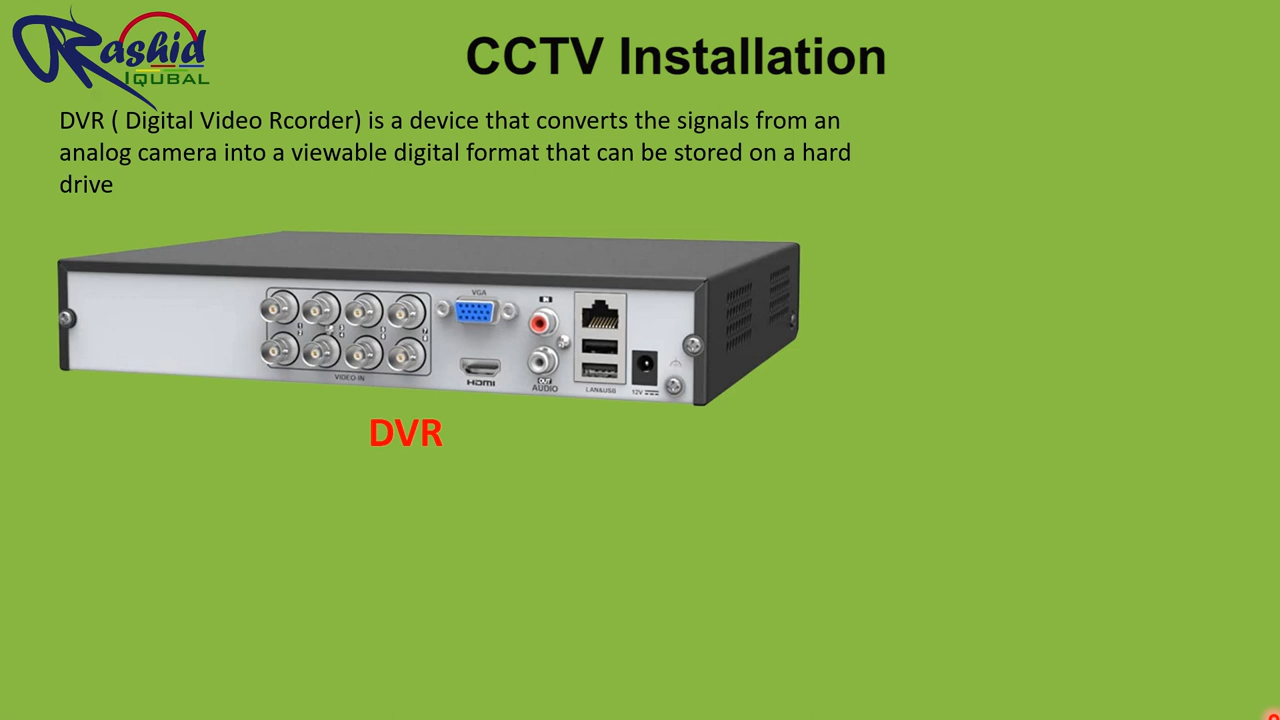 Rashid
IQUBAL
CCTV Installation
DVR ( Digital Video Rcorder) is a device that converts the signals from an
analog camera into a viewable digital format that can be stored on a hard
drive
VGA
VIDEO IN
HDMI
IN
OUT
AUDIO
LAN&USB
12V
DVR